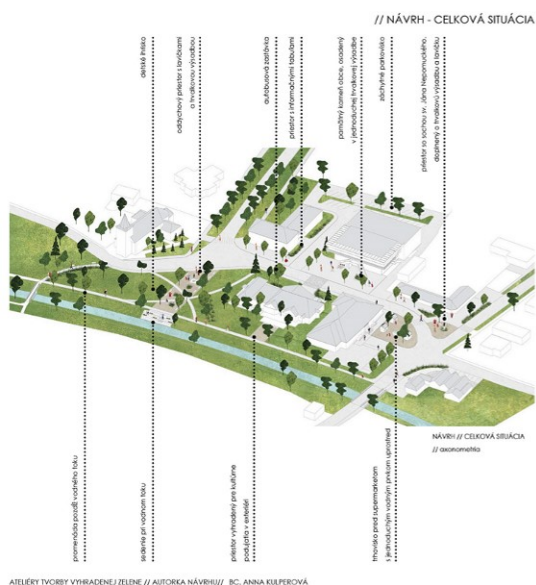 // NÁVRH - CELKOVÁ SITUÁCIA
detské ihrisko
oddychový priestor s lavičkami
a trvalkovou výsadbou
autobusová zastávka
priestor s informačnými tabuľami
pamätný kameň obce, osadený
v jednoduchej trvalkovej výsadbe
záchytné parkovisko
priestor so sochou sv. Jána Nepomuckého,
doplnený o trvalkovú výsadbu a lavičku
promenáda pozdĺž vodného toku
sedenie pri vodnom toku
priestor vyhradený pre kultúrne
podujatia v exteriéri
trhovisko pred supermarketom
s jednoduchým vodným prvkom uprostred
NÁVRH // CELKOVÁ SITUÁCIA
// axonometria
ATELIÉRY TVORBY VYHRADENEJ ZELENE // AUTORKA NÁVRHU// BC. ANNA KULPEROVÁ